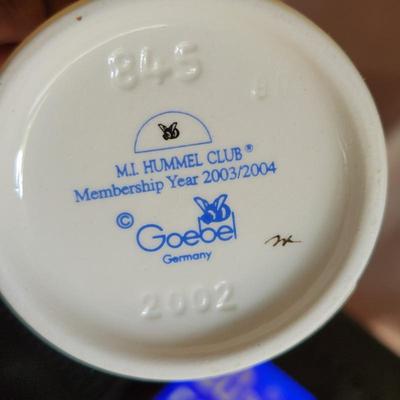 845
M.I. HUMMEL CLUB®
Membership Year 2003/2004
© Goebel
Germany
2002